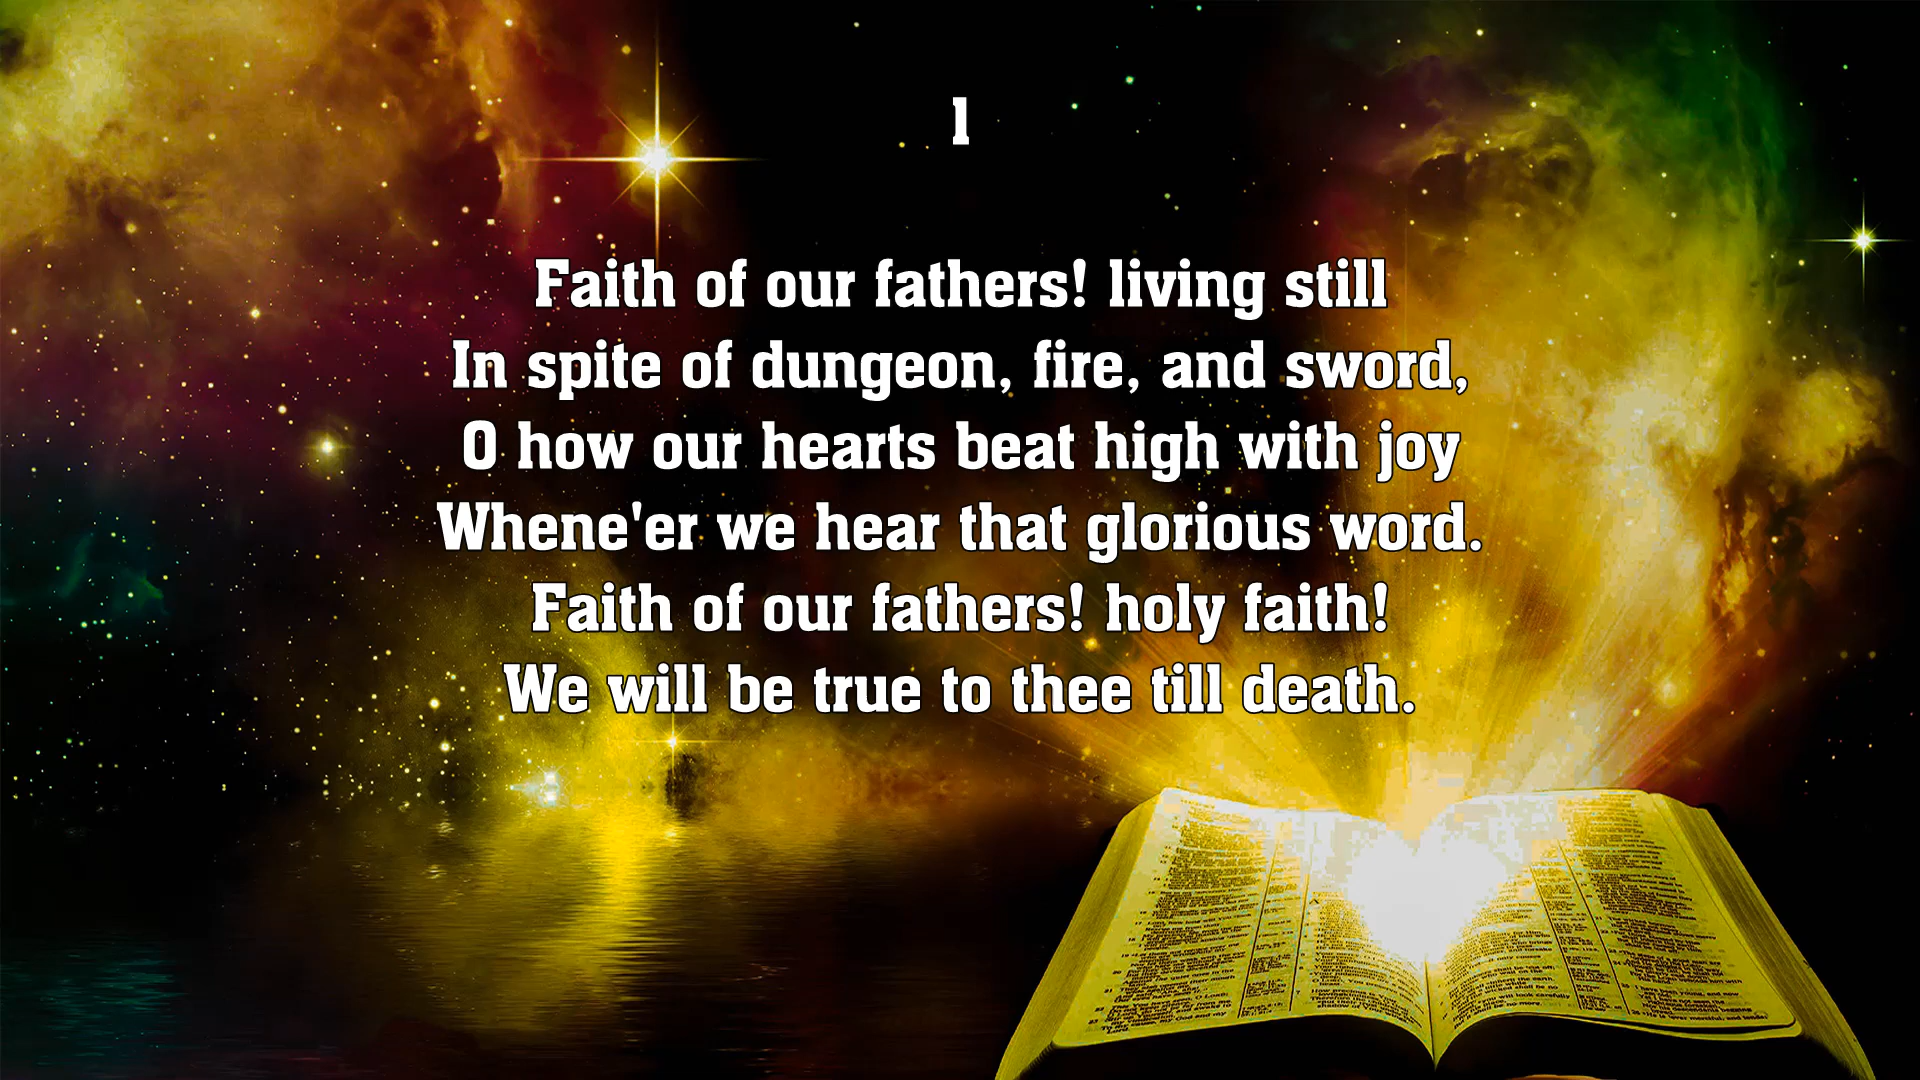 1
Faith of our fathers! living still
In spite of dungeon, fire, and sword,
O how our hearts beat high with joy
Whene'er we hear that glorious word.
Faith of our fathers! holy faith!
We will be true to thee till death.